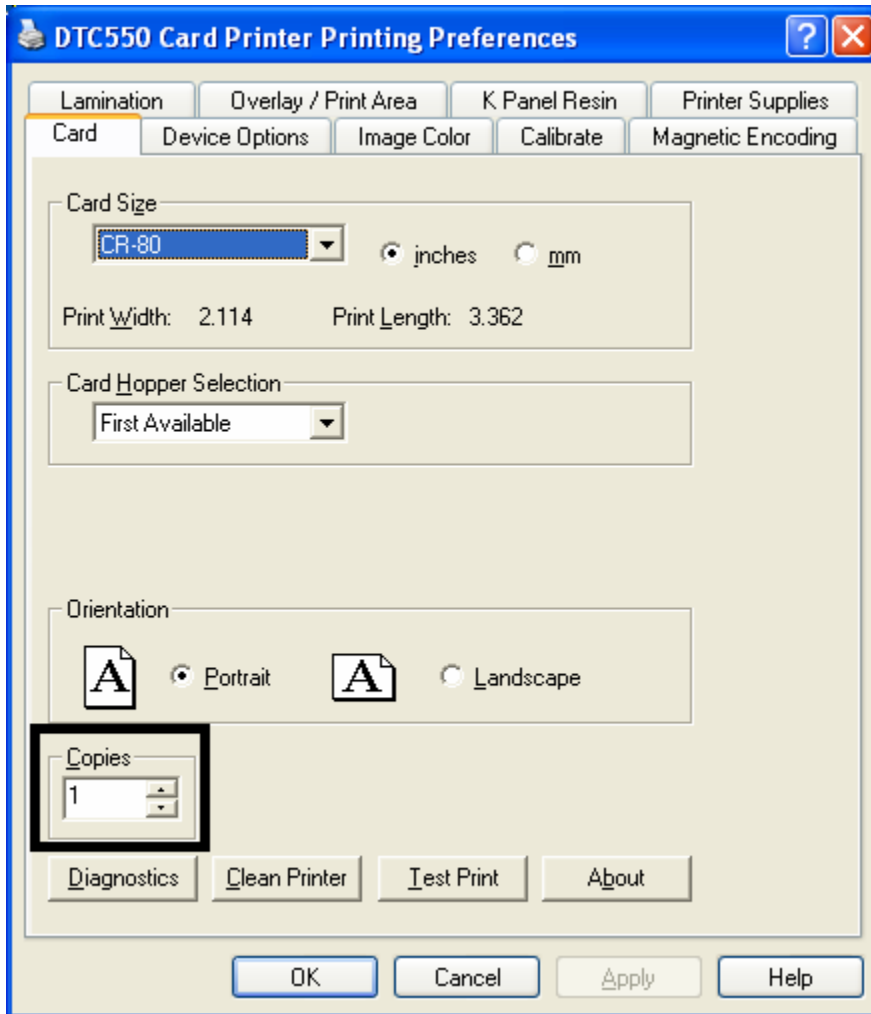 DTC550 Card Printer Printing Preferences
Lamination Overlay / Print Area K Panel Resin Printer Supplies
Card Device Options Image Color Calibrate Magnetic Encoding
Card Size
CR-80 inches mm
Print Width: 2.114 Print Length: 3.362
Card Hopper Selection
First Available
Orientation
A Portrait A Landscape
Copies
1
Diagnostics Clean Printer Test Print About
OK Cancel Apply Help